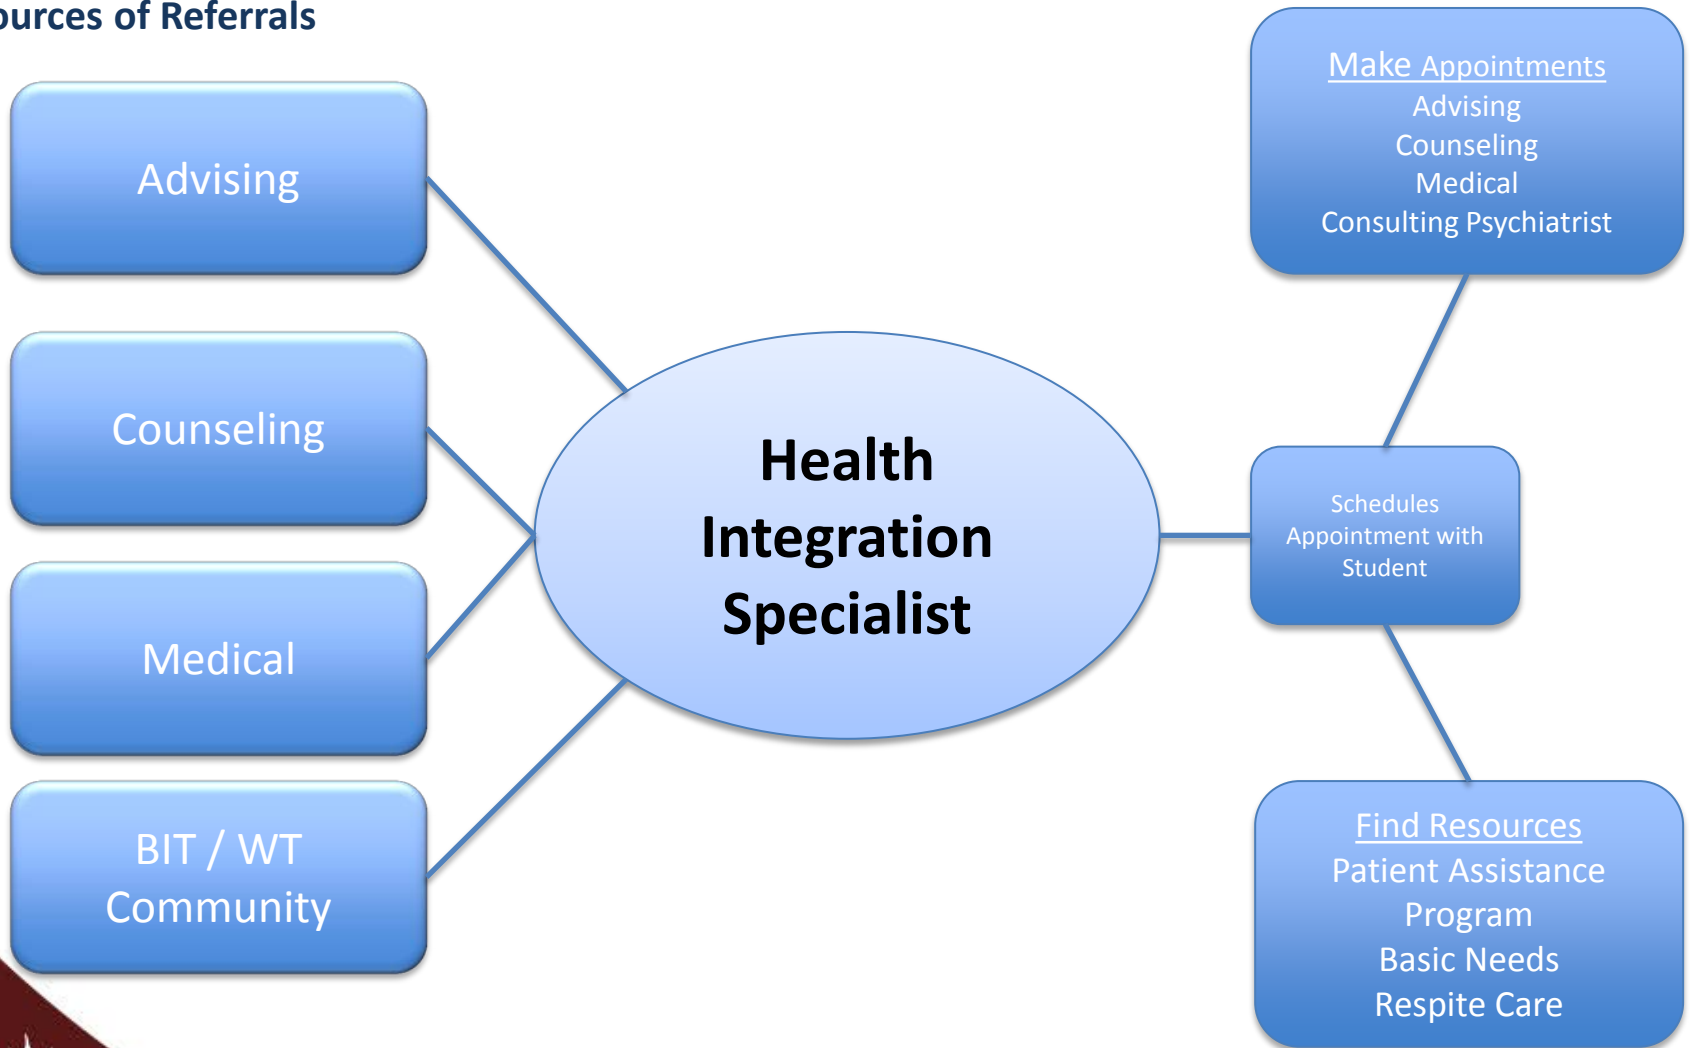 ources of Referrals
Advising
Counseling
Medical
BIT / WT
Community
Health
Integration
Specialist
Make Appointments
Advising
Counseling
Medical
Consulting Psychiatrist
Schedules
Appointment with
Student
Find Resources
Patient Assistance
Program
Basic Needs
Respite Care